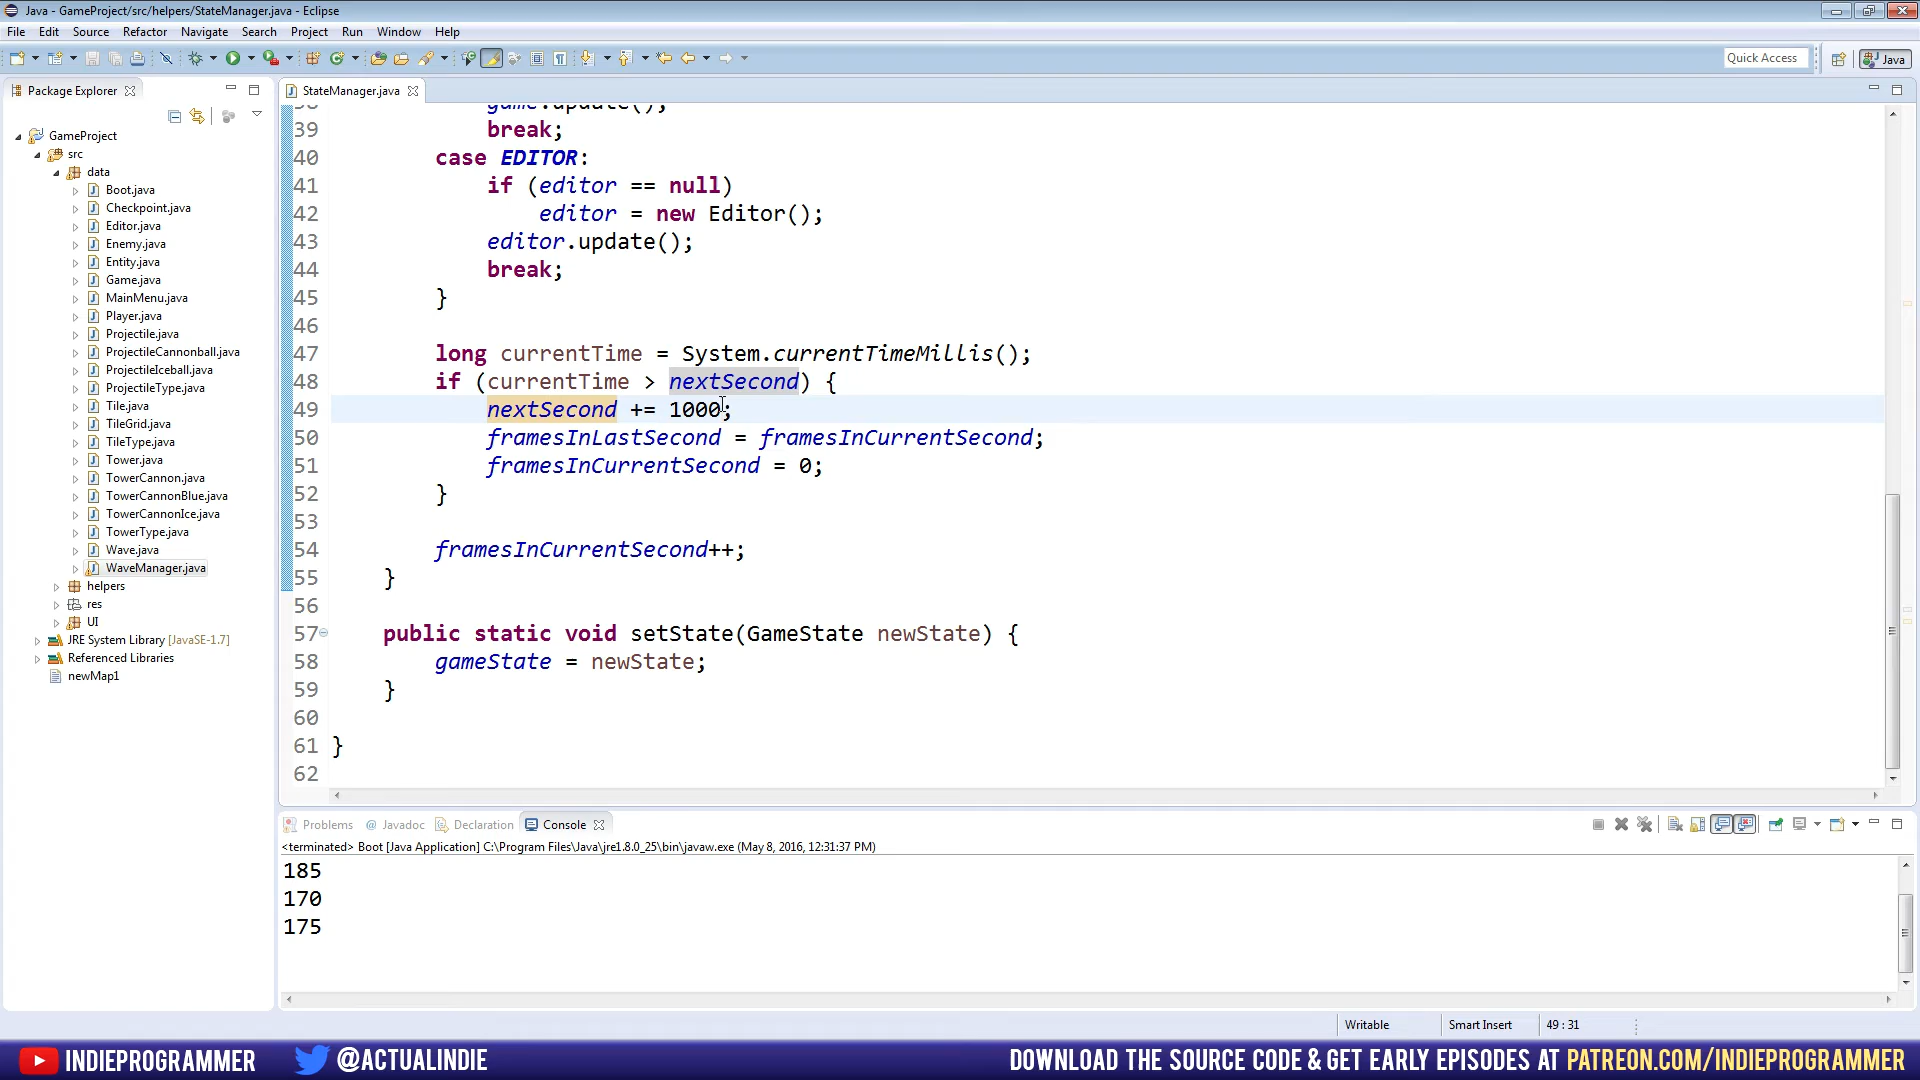 Java - GameProject/src/helpers/StateManager.java - Eclipse
File Edit Source Refactor Navigate Search Project Run Window Help
Quick Access Java
Package Explorer
GameProject
src
data
Boot.java
Checkpoint.java
Editor.java
Enemy.java
Entity.java
Game.java
MainMenu.java
Player.java
Projectile.java
ProjectileCannonball.java
ProjectileIceball.java
ProjectileType.java
Tile.java
TileGrid.java
TileType.java
Tower.java
TowerCannon.java
TowerCannonBlue.java
TowerCannonIce.java
TowerType.java
Wave.java
WaveManager.java
helpers
res
UI
JRE System Library [JavaSE-1.7]
Referenced Libraries
newMap1
StateManager.java
38 game.update();
39 break;
40 case EDITOR:
41 if (editor == null)
42 editor = new Editor();
43 editor.update();
44 break;
45 }
46
47 long currentTime = System.currentTimeMillis();
48 if (currentTime > nextSecond) {
49 nextSecond += 1000;
50 framesInLastSecond = framesInCurrentSecond;
51 framesInCurrentSecond = 0;
52 }
53
54 framesInCurrentSecond++;
55 }
56
57 public static void setState(GameState newState) {
58 gameState = newState;
59 }
60
61 }
62
Problems @ Javadoc Declaration Console
<terminated> Boot [Java Application] C:\Program Files\Java\jre1.8.0_25\bin\javaw.exe (May 8, 2016, 12:31:37 PM)
185
170
175
Writable Smart Insert 49 : 31
INDIEPROGRAMMER @ACTUALINDIE DOWNLOAD THE SOURCE CODE & GET EARLY EPISODES AT PATREON.COM/INDIEPROGRAMMER